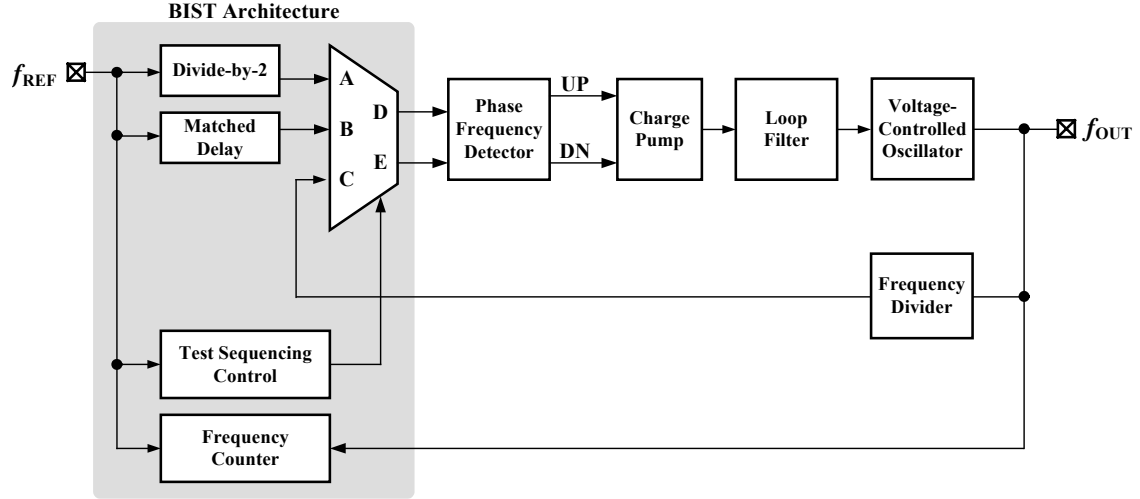 BIST Architecture
fREF
Divide-by-2
Matched
Delay
A
B
C
D
E
Phase
Frequency
Detector
UP
DN
Charge
Pump
Loop
Filter
Voltage-
Controlled
Oscillator
fOUT
Frequency
Divider
Test Sequencing
Control
Frequency
Counter